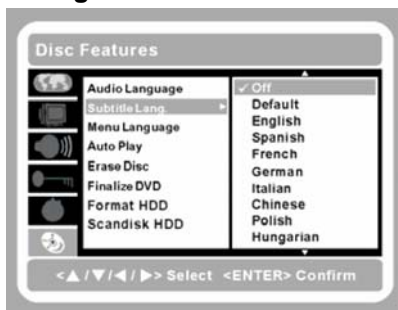 Disc Features
Audio Language
Subtitle Lang.
Menu Language
Auto Play
Erase Disc
Finalize DVD
Format HDD
Scandisk HDD
✓ Off
Default
English
Spanish
French
German
Italian
Chinese
Polish
Hungarian
<▲ /▼/◀ / ▶> Select <ENTER> Confirm